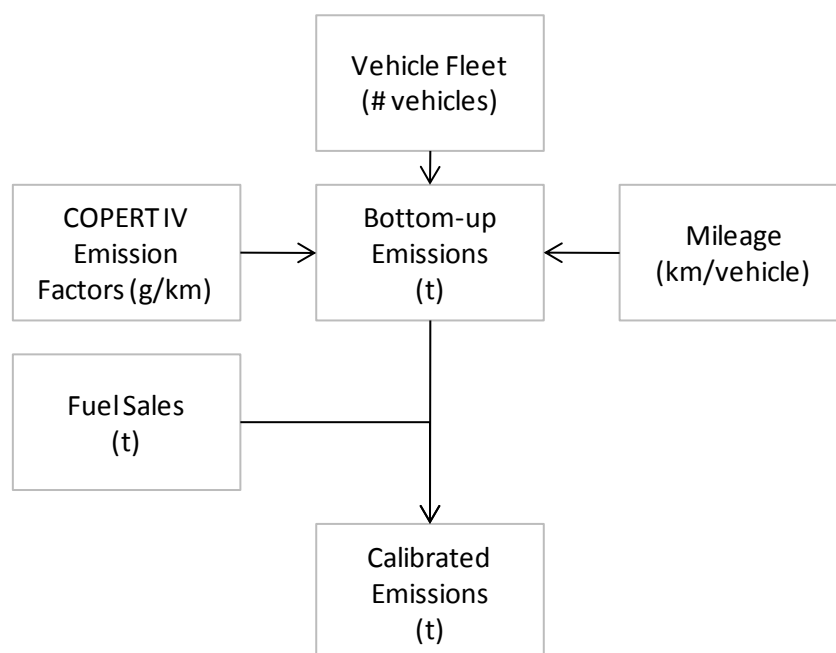 Vehicle Fleet
(# vehicles)
COPERT IV
Emission
Factors (g/km)
Bottom-up
Emissions
(t)
Mileage
(km/vehicle)
Fuel Sales
(t)
Calibrated
Emissions
(t)